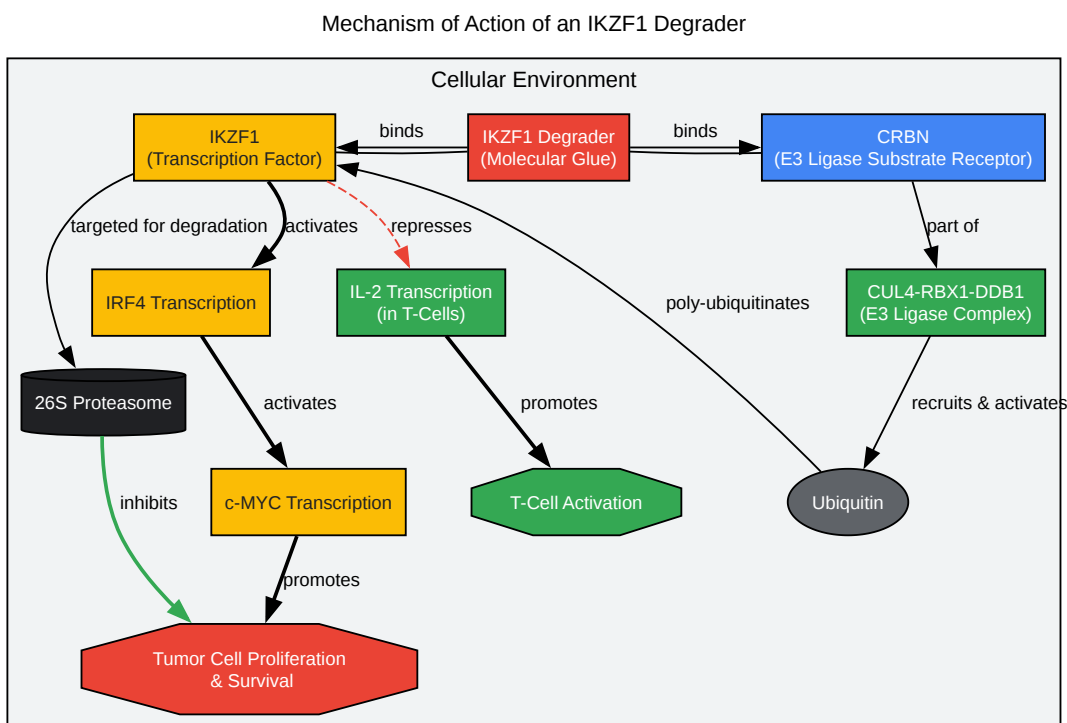 Mechanism of Action of an IKZF1 Degrader
Cellular Environment
IKZF1
(Transcription Factor)
binds
IKZF1 Degrader
(Molecular Glue)
binds
CRBN
(E3 Ligase Substrate Receptor)
targeted for degradation
activates
represses
part of
IRF4 Transcription
IL-2 Transcription
(in T-Cells)
poly-ubiquitinates
CUL4-RBX1-DDB1
(E3 Ligase Complex)
26S Proteasome
activates
promotes
recruits & activates
inhibits
c-MYC Transcription
T-Cell Activation
Ubiquitin
promotes
Tumor Cell Proliferation
& Survival